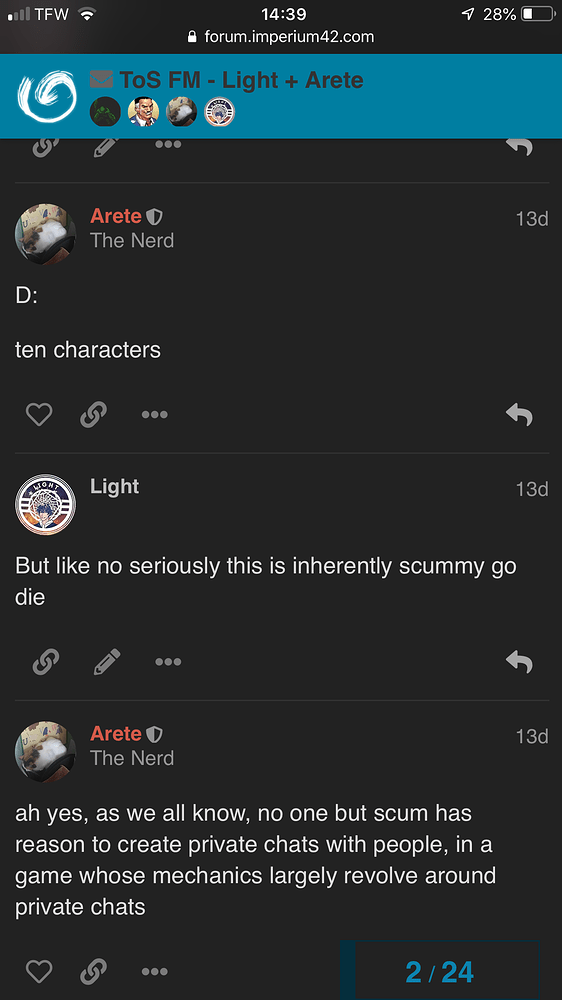 TFW 14:39 28%
forum.imperium42.com
ToS FM - Light + Arete
Arete 13d
The Nerd
D:
ten characters
LIGHT
Light 13d
But like no seriously this is inherently scummy go
die
Arete 13d
The Nerd
ah yes, as we all know, no one but scum has
reason to create private chats with people, in a
game whose mechanics largely revolve around
private chats
2 / 24